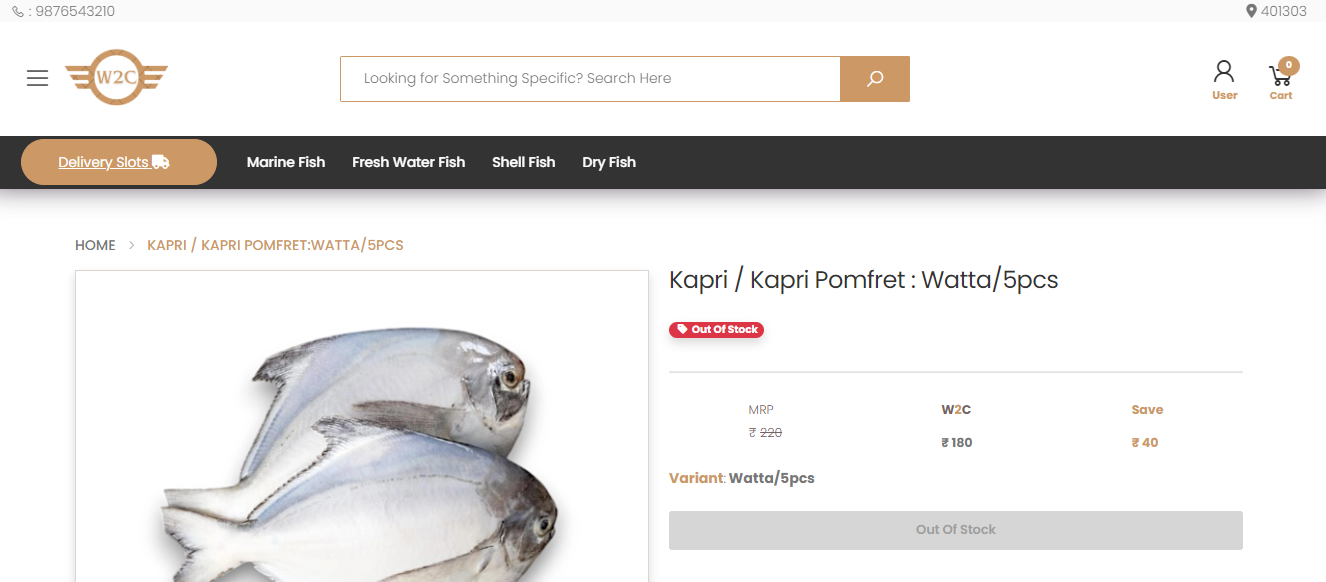 : 9876543210
401303
W2C
Looking for Something Specific? Search Here
0
User
Cart
Delivery Slots
Marine Fish
Fresh Water Fish
Shell Fish
Dry Fish
HOME > KAPRI / KAPRI POMFRET:WATTA/5PCS
Kapri / Kapri Pomfret : Watta/5pcs
Out Of Stock
MRP W2C Save
₹ 220 ₹ 180 ₹ 40
Variant: Watta/5pcs
Out Of Stock